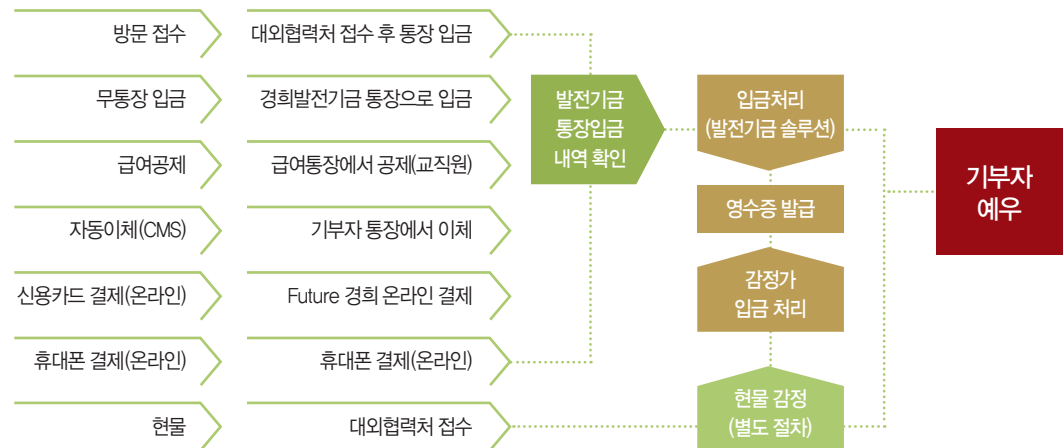 방문 접수
대외협력처 접수 후 통장 입금
무통장 입금
경희발전기금 통장으로 입금
급여공제
급여통장에서 공제(교직원)
자동이체(CMS)
기부자 통장에서 이체
신용카드 결제(온라인)
Future 경희 온라인 결제
휴대폰 결제(온라인)
휴대폰 결제(온라인)
현물
대외협력처 접수
발전기금
통장입금
내역 확인
입금처리
(발전기금 솔루션)
영수증 발급
감정가
입금 처리
현물 감정
(별도 절차)
기부자
예우